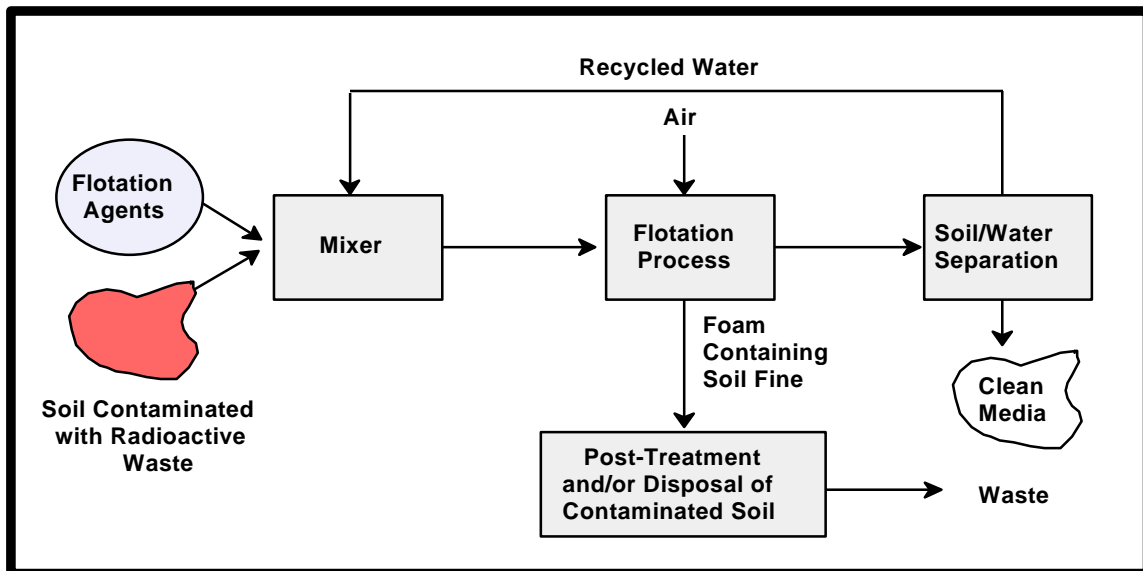 Recycled Water
Air
Flotation
Agents
Mixer
Flotation
Process
Soil/Water
Separation
Soil Contaminated
with Radioactive
Waste
Foam
Containing
Soil Fine
Clean
Media
Post-Treatment
and/or Disposal of
Contaminated Soil
Waste